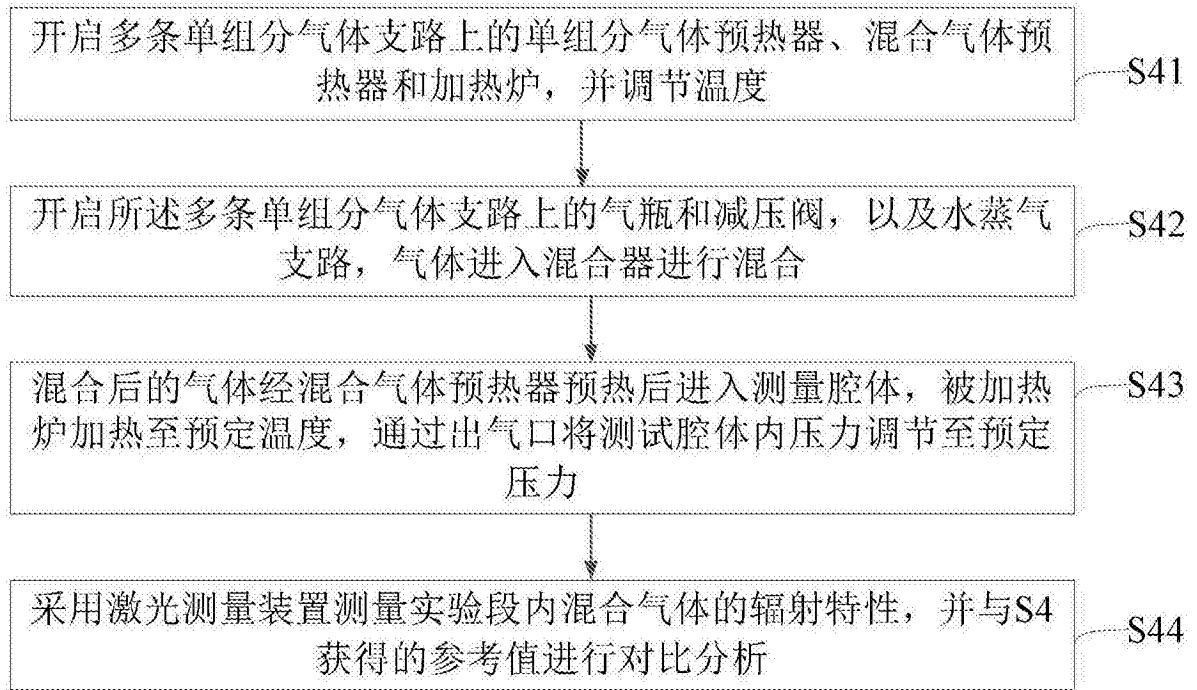 开启多条单组分气体支路上的单组分气体预热器、混合气体预
热器和加热炉，并调节温度
S41
开启所述多条单组分气体支路上的气瓶和减压阀，以及水蒸气
支路，气体进入混合器进行混合
S42
混合后的气体经混合气体预热器预热后进入测量腔体，被加热
炉加热至预定温度，通过出气口将测试腔体内压力调节至预定
压力
S43
采用激光测量装置测量实验段内混合气体的辐射特性，并与S4
获得的参考值进行对比分析
S44